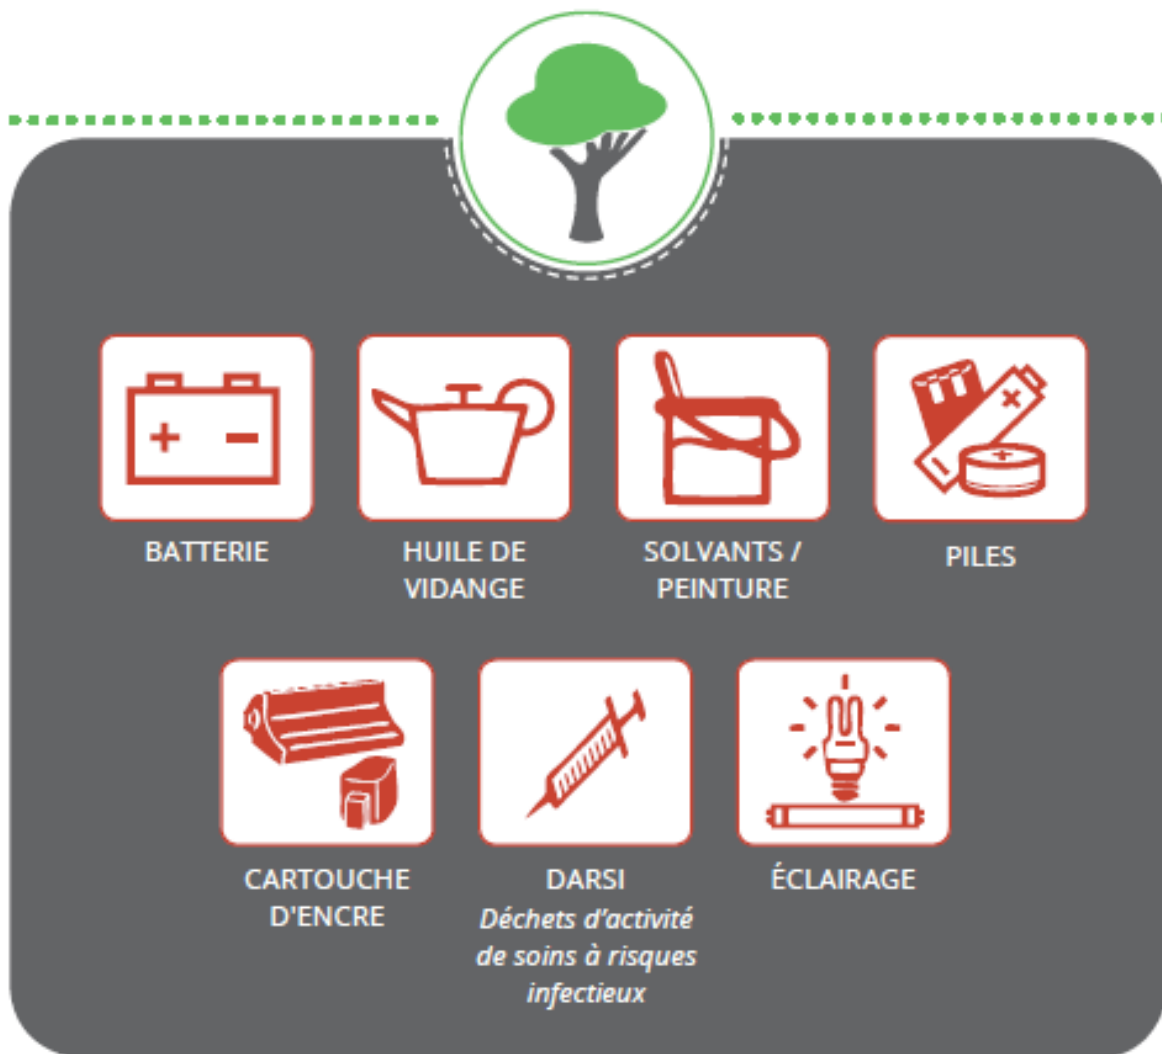 BATTERIE
HUILE DE
VIDANGE
SOLVANTS /
PEINTURE
PILES
CARTOUCHE
D'ENCRE
DARSI
Déchets d'activité
de soins à risques
infectieux
ÉCLAIRAGE